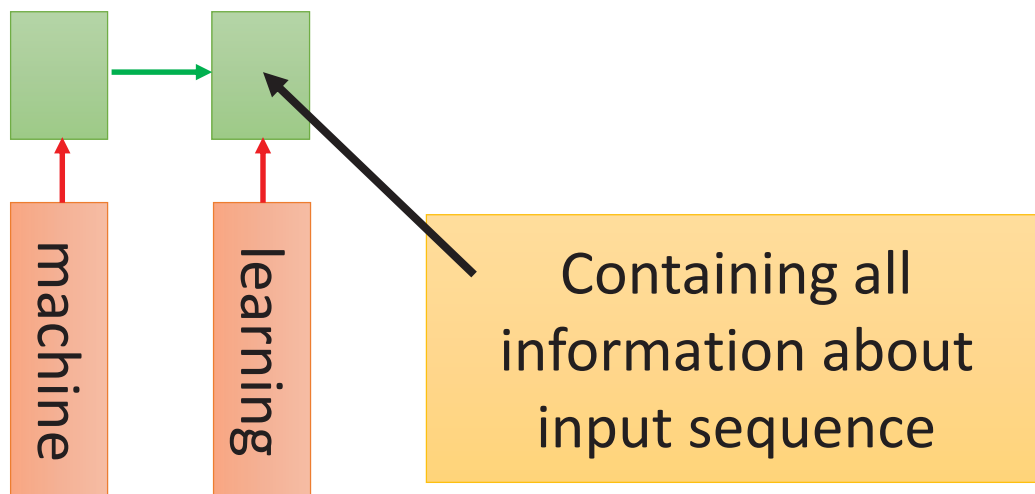 machine
learning
Containing all
information about
input sequence